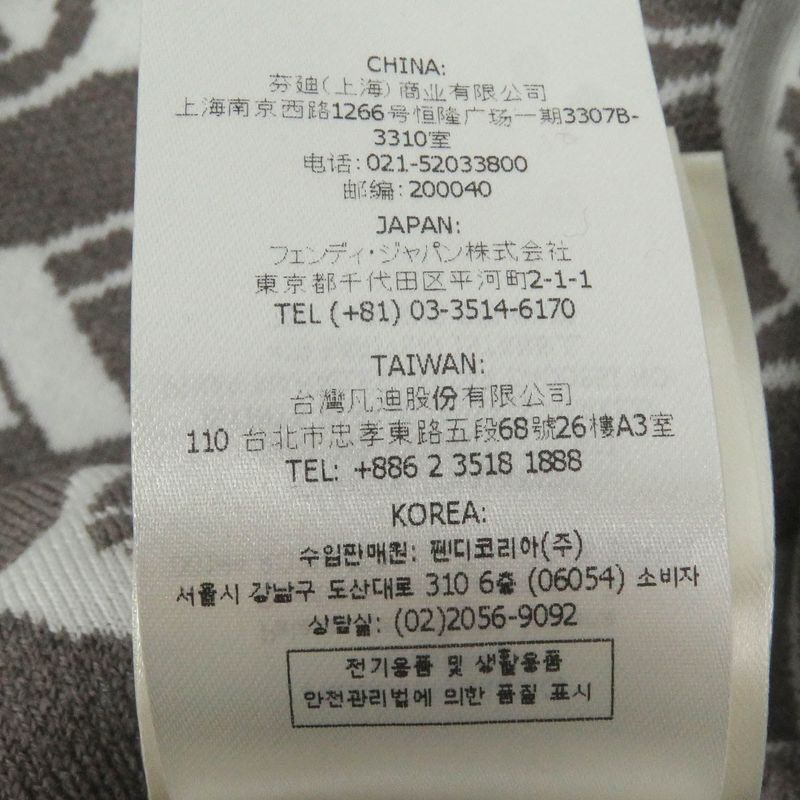 CHINA:
芬廸(上海)商业有限公司
上海南京西路1266号恒隆广场一期3307B-
3310室
电话:021-52033800
邮编:200040
JAPAN:
フェンディ・ジャパン株式会社
東京都千代田区平河町2-1-1
TEL (+81) 03-3514-6170
TAIWAN:
台灣凡迪股份有限公司
110 台北市忠孝東路五段68號26樓A3室
TEL: +886 2 3518 1888
KOREA:
수입판매원: 펜디코리아(주)
서울시 강남구 도산대로 310 6층 (06054) 소비자
상담실: (02)2056-9092
전기용품 및 생활용품
안전관리법에 의한 품질 표시